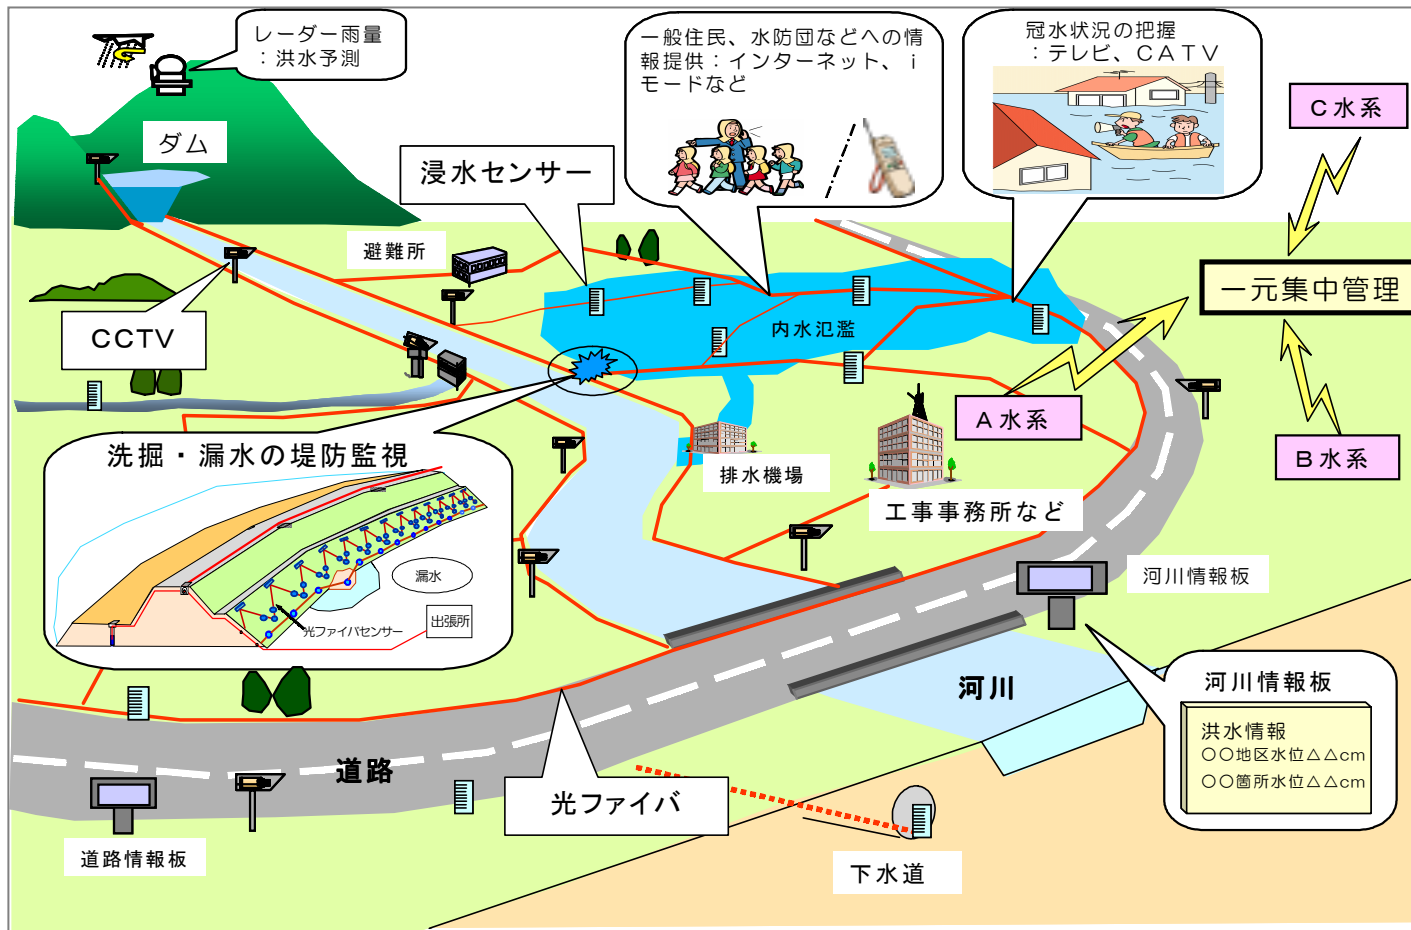 レーダー雨量
：洪水予測
一般住民、水防団などへの情
報提供：インターネット、ｉ
モードなど
冠水状況の把握
：テレビ、ＣＡＴＶ
Ｃ水系
ダム
浸水センサー
避難所
一元集中管理
ＣＣＴＶ
内水氾濫
Ａ水系
Ｂ水系
洗掘・漏水の堤防監視
排水機場
工事事務所など
漏水
光ファイバセンサー
出張所
河川情報板
河川
河川情報板
洪水情報
○○地区水位△△cm
○○箇所水位△△cm
道路
光ファイバ
道路情報板
下水道